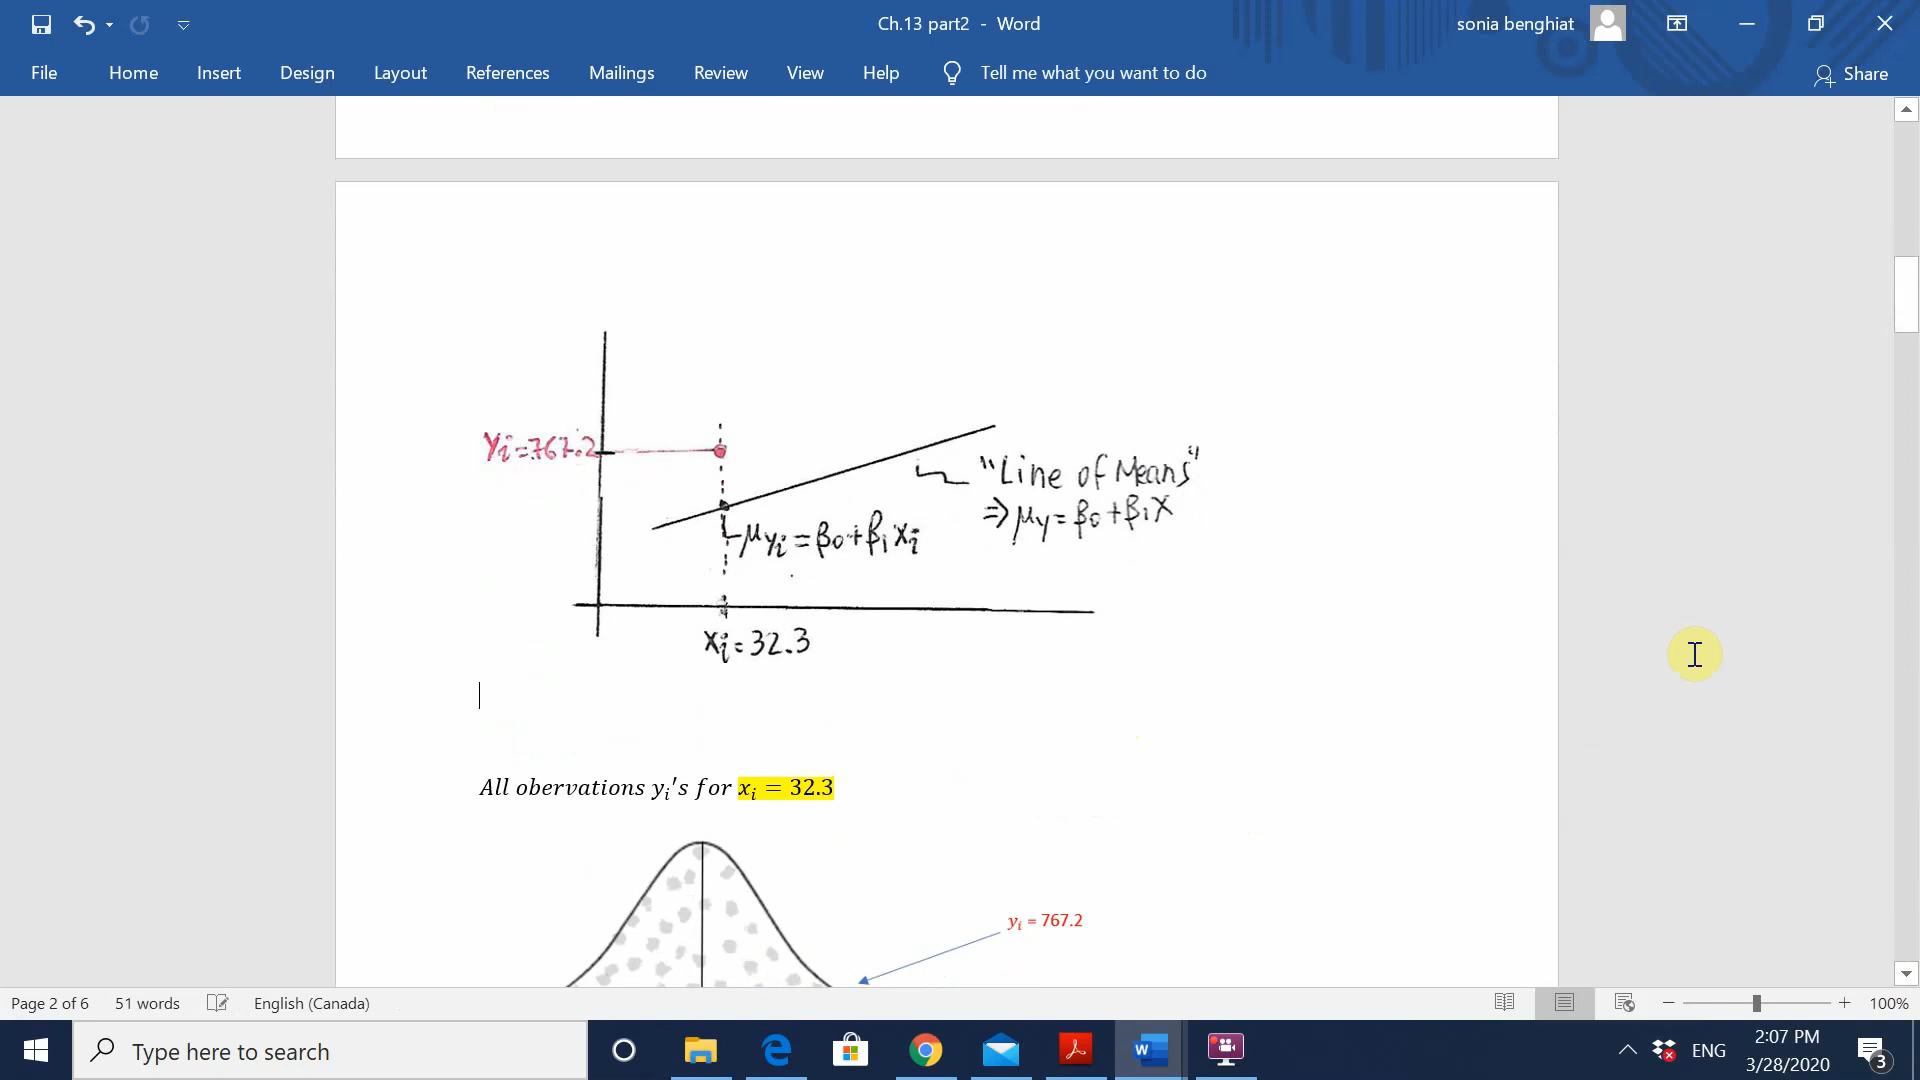 Ch.13 part2 - Word
sonia benghiat
File Home Insert Design Layout References Mailings Review View Help Tell me what you want to do Share
Yi=767.2
"Line of Means"
⇒ μy = β0 + β1X
μyi = β0 + β1Xi
Xi = 32.3
All obervations yi's for xi = 32.3
yi = 767.2
Page 2 of 6 51 words English (Canada) 100%
Type here to search
ENG
2:07 PM
3/28/2020
3